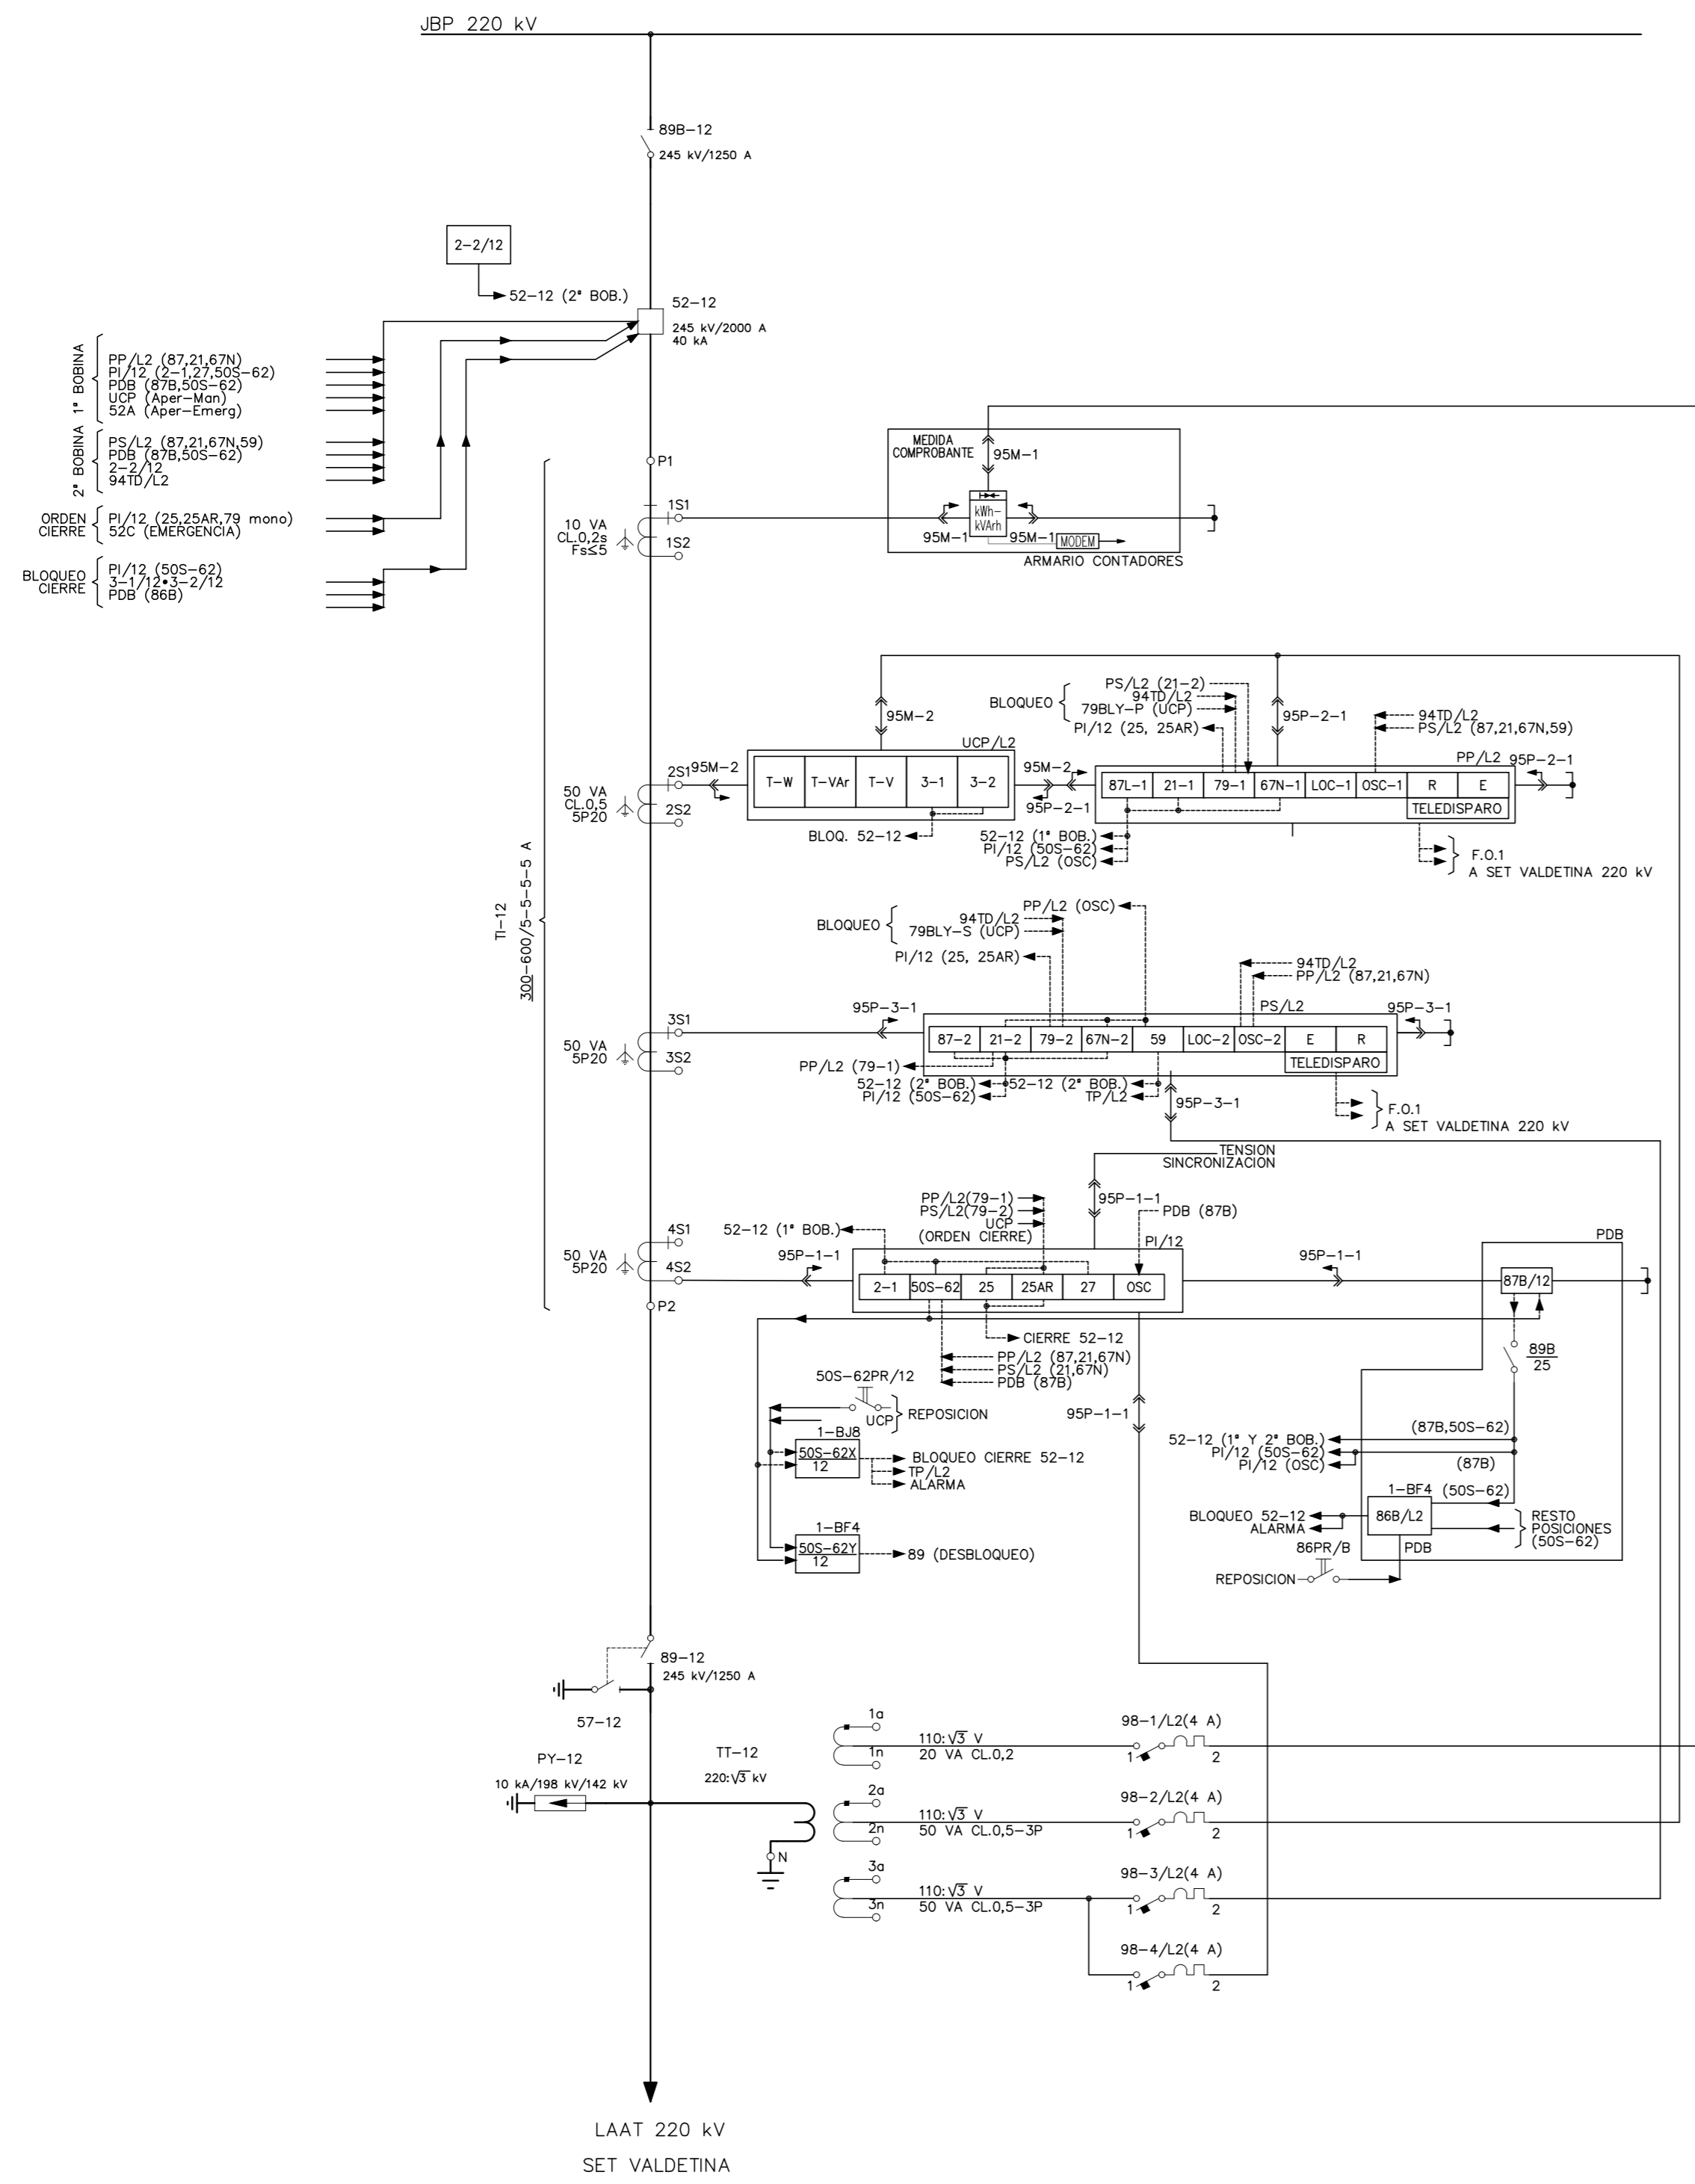 JBP 220 kV
89B-12
245 kV/1250 A
2-2/12
52-12 (2ª BOB.)
52-12
245 kV/2000 A
40 kA
1ª BOBINA
PP/L2 (87,21,67N)
PI/12 (2-1,27,50S-62)
PDB (87B,50S-62)
UCP (Aper-Man)
52A (Aper-Emerg)
2ª BOBINA
PS/L2 (87,21,67N,59)
PDB (87B,50S-62)
2-2/12
94TD/L2
ORDEN
CIERRE
PI/12 (25,25AR,79 mono)
52C (EMERGENCIA)
BLOQUEO
CIERRE
PI/12 (50S-62)
3-1/12•3-2/12
PDB (86B)
P1
1S1
10 VA
CL.0,2s
Fs≤5
1S2
MEDIDA
COMPROBANTE
95M-1
kWh-
kVArh
95M-1
95M-1
MODEM
ARMARIO CONTADORES
TI-12
300-600/5-5-5-5 A
95M-2
UCP/L2
2S1
95M-2
50 VA
CL.0,5
5P20
2S2
T-W
T-VAr
T-V
3-1
3-2
BLOQ. 52-12
95M-2
95P-2-1
BLOQUEO
PS/L2 (21-2)
94TD/L2
79BLY-P (UCP)
PI/12 (25, 25AR)
95P-2-1
94TD/L2
PS/L2 (87,21,67N,59)
PP/L2
95P-2-1
87L-1
21-1
79-1
67N-1
LOC-1
OSC-1
R
E
TELEDISPARO
52-12 (1ª BOB.)
PI/12 (50S-62)
PS/L2 (OSC)
F.O.1
A SET VALDETINA 220 kV
PP/L2 (OSC)
BLOQUEO
94TD/L2
79BLY-S (UCP)
PI/12 (25, 25AR)
94TD/L2
PP/L2 (87,21,67N)
95P-3-1
PS/L2
95P-3-1
3S1
50 VA
5P20
3S2
87-2
21-2
79-2
67N-2
59
LOC-2
OSC-2
E
R
TELEDISPARO
PP/L2 (79-1)
52-12 (2ª BOB.)
PI/12 (50S-62)
52-12 (2ª BOB.)
TP/L2
95P-3-1
F.O.1
A SET VALDETINA 220 kV
TENSION
SINCRONIZACION
PP/L2(79-1)
PS/L2(79-2)
UCP
(ORDEN CIERRE)
95P-1-1
PDB (87B)
4S1
50 VA
5P20
4S2
52-12 (1ª BOB.)
95P-1-1
PI/12
95P-1-1
PDB
2-1
50S-62
25
25AR
27
OSC
87B/12
P2
CIERRE 52-12
PP/L2 (87,21,67N)
PS/L2 (21,67N)
PDB (87B)
89B
25
50S-62PR/12
UCP
REPOSICION
95P-1-1
1-BJ8
50S-62X
12
BLOQUEO CIERRE 52-12
TP/L2
ALARMA
1-BF4
50S-62Y
12
89 (DESBLOQUEO)
(87B,50S-62)
52-12 (1ª Y 2ª BOB.)
PI/12 (50S-62)
PI/12 (OSC)
(87B)
1-BF4
(50S-62)
BLOQUEO 52-12
ALARMA
86B/L2
RESTO
POSICIONES
(50S-62)
86PR/B
PDB
REPOSICION
89-12
245 kV/1250 A
57-12
PY-12
10 kA/198 kV/142 kV
TT-12
220:√3 kV
N
1a
1n
110:√3 V
20 VA CL.0,2
98-1/L2(4 A)
1
2
2a
2n
110:√3 V
50 VA CL.0,5-3P
98-2/L2(4 A)
1
2
3a
3n
110:√3 V
50 VA CL.0,5-3P
98-3/L2(4 A)
1
2
98-4/L2(4 A)
1
2
LAAT 220 kV
SET VALDETINA